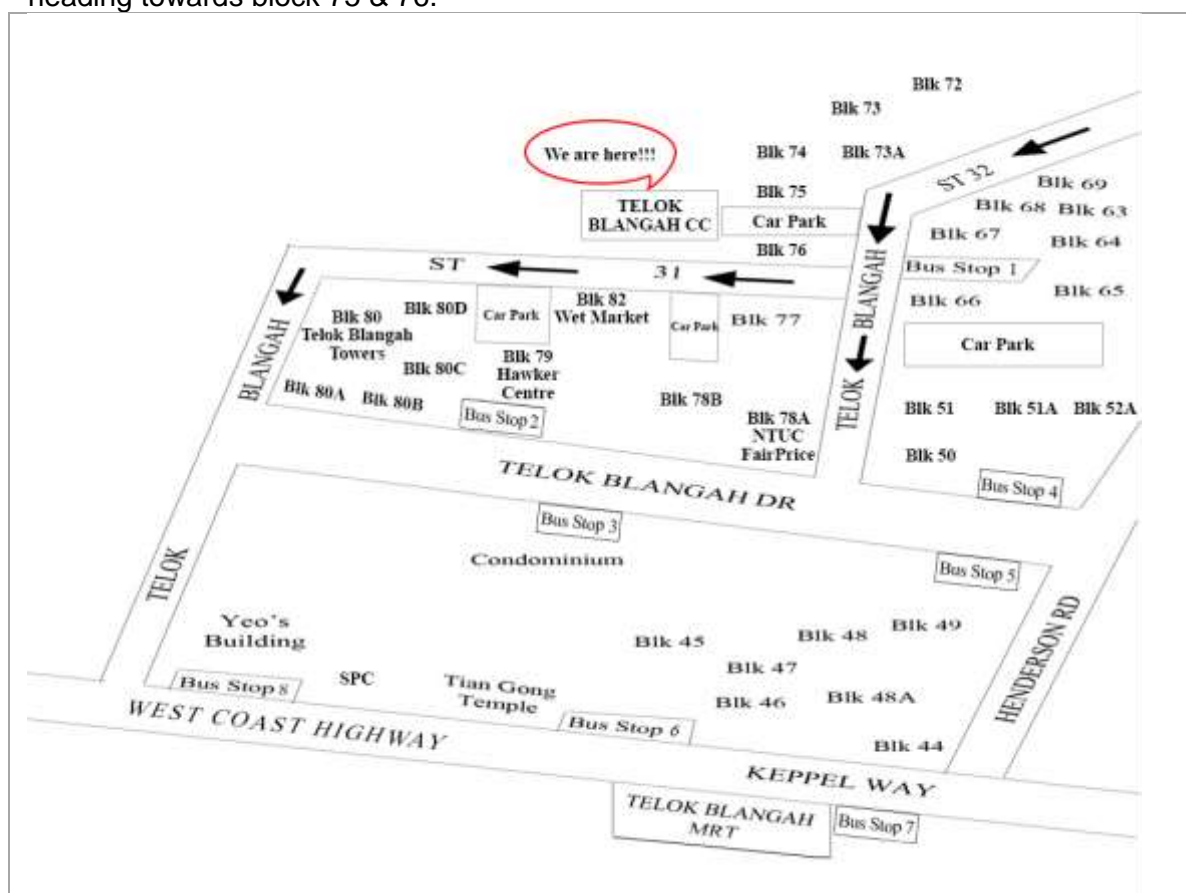 heading towards block 75 & 76.
Blk 72
Blk 73
We are here!!!
Blk 74
Blk 73A
ST 32
Blk 69
Blk 75
TELOK
BLANGAH CC
Car Park
Blk 68
Blk 63
Blk 67
Blk 64
Blk 76
BLANGAH
TELOK
Bus Stop 1
ST
31
Blk 65
Blk 66
Blk 80D
Car Park
Blk 82
Wet Market
Car Park
Blk 77
Blk 80
Telok Blangah
Towers
Car Park
BLANGAH
TELOK
Blk 79
Hawker
Centre
Blk 80C
Blk 80A
Blk 80B
Bus Stop 2
Blk 78B
Blk 78A
NTUC
FairPrice
Blk 51
Blk 51A
Blk 52A
Blk 50
Bus Stop 4
TELOK BLANGAH DR
Bus Stop 3
Condominium
Bus Stop 5
HENDERSON RD
Yeo's
Building
Blk 45
Blk 48
Blk 49
Blk 47
Bus Stop 8
SPC
Tian Gong
Temple
Blk 46
Blk 48A
Bus Stop 6
Blk 44
WEST COAST HIGHWAY
KEPPEL WAY
TELOK BLANGAH
MRT
Bus Stop 7